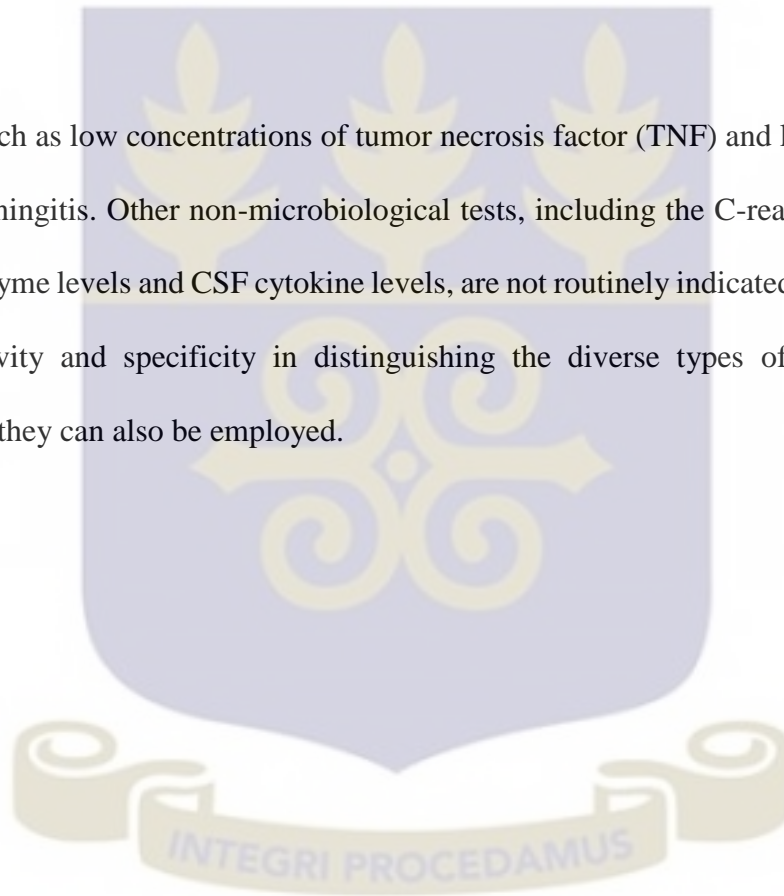 ch as low concentrations of tumor necrosis factor (TNF) and
ningitis. Other non-microbiological tests, including the C-rea
yme levels and CSF cytokine levels, are not routinely indicated
vity and specificity in distinguishing the diverse types of
they can also be employed.
INTEGRI PROCEDAMUS